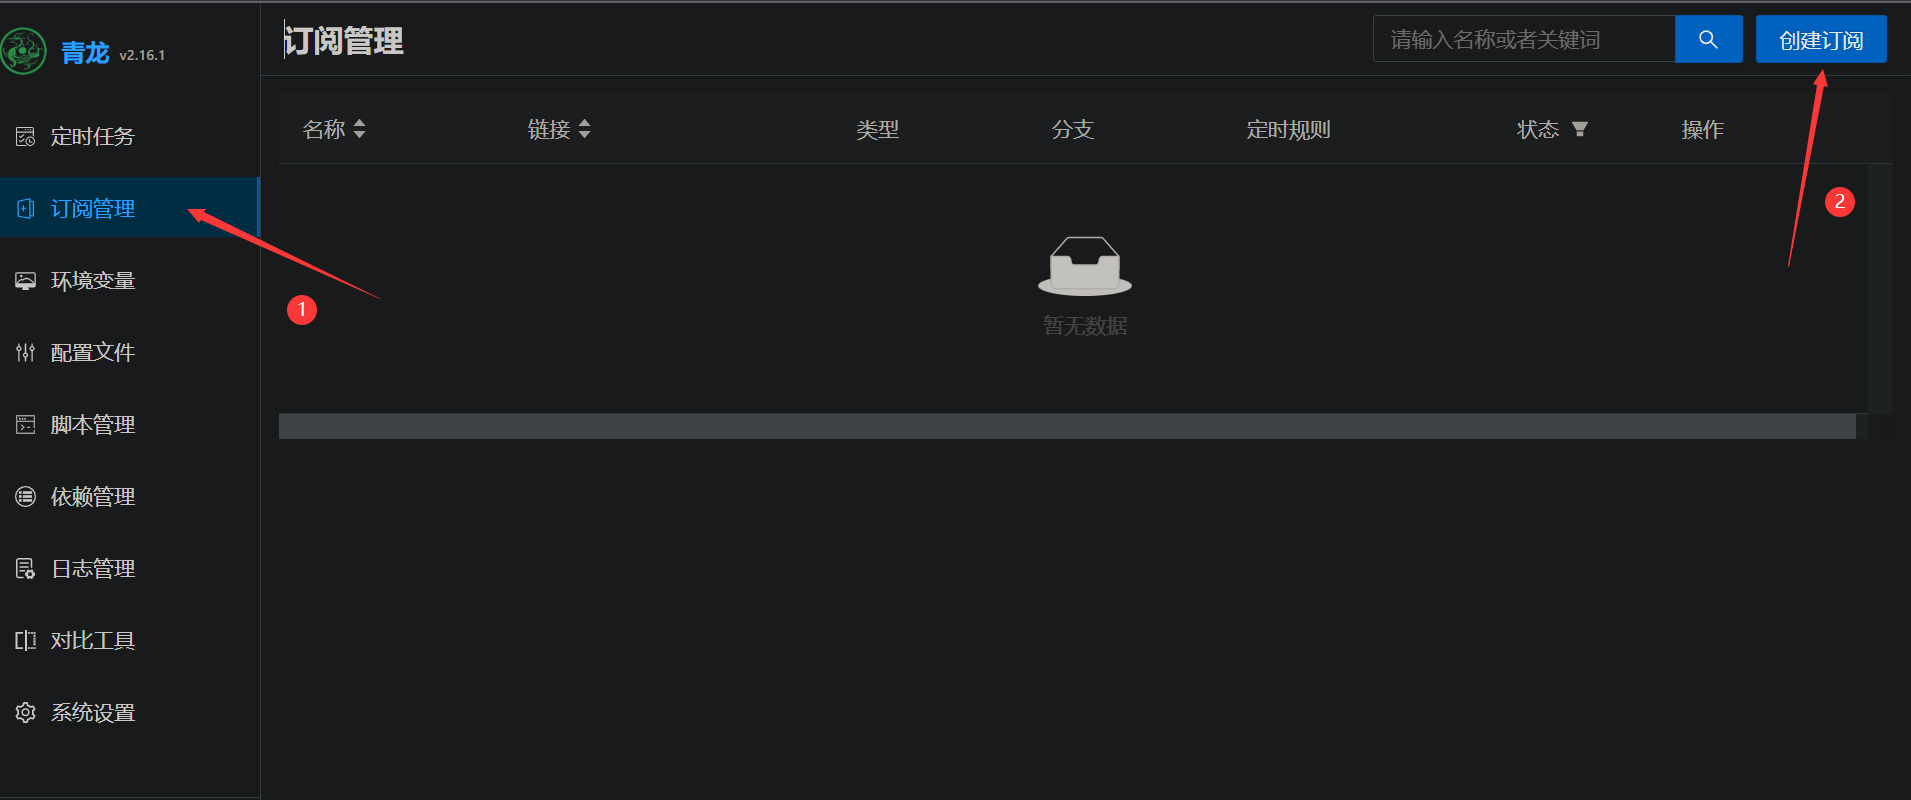 青龙 v2.16.1
定时任务
订阅管理
环境变量
配置文件
脚本管理
依赖管理
日志管理
对比工具
系统设置
1
订阅管理
请输入名称或者关键词
创建订阅
名称 链接 类型 分支 定时规则 状态 操作
2
暂无数据